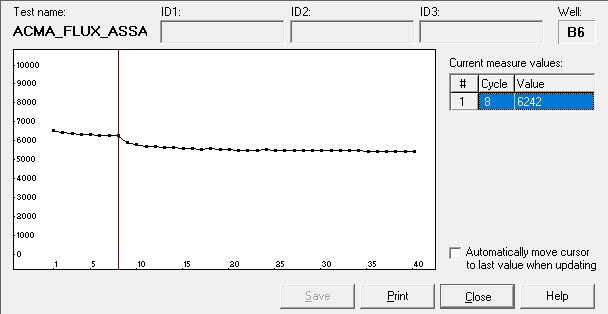 Test name: ID1: ID2: ID3: Well:
ACMA_FLUX_ASSA B6
Current measure values:
# Cycle Value
1 8 6242
10000
9000
8000
7000
6000
5000
4000
3000
2000
1000
0
1 5 10 15 20 25 30 35 40
Automatically move cursor
to last value when updating
Save Print Close Help